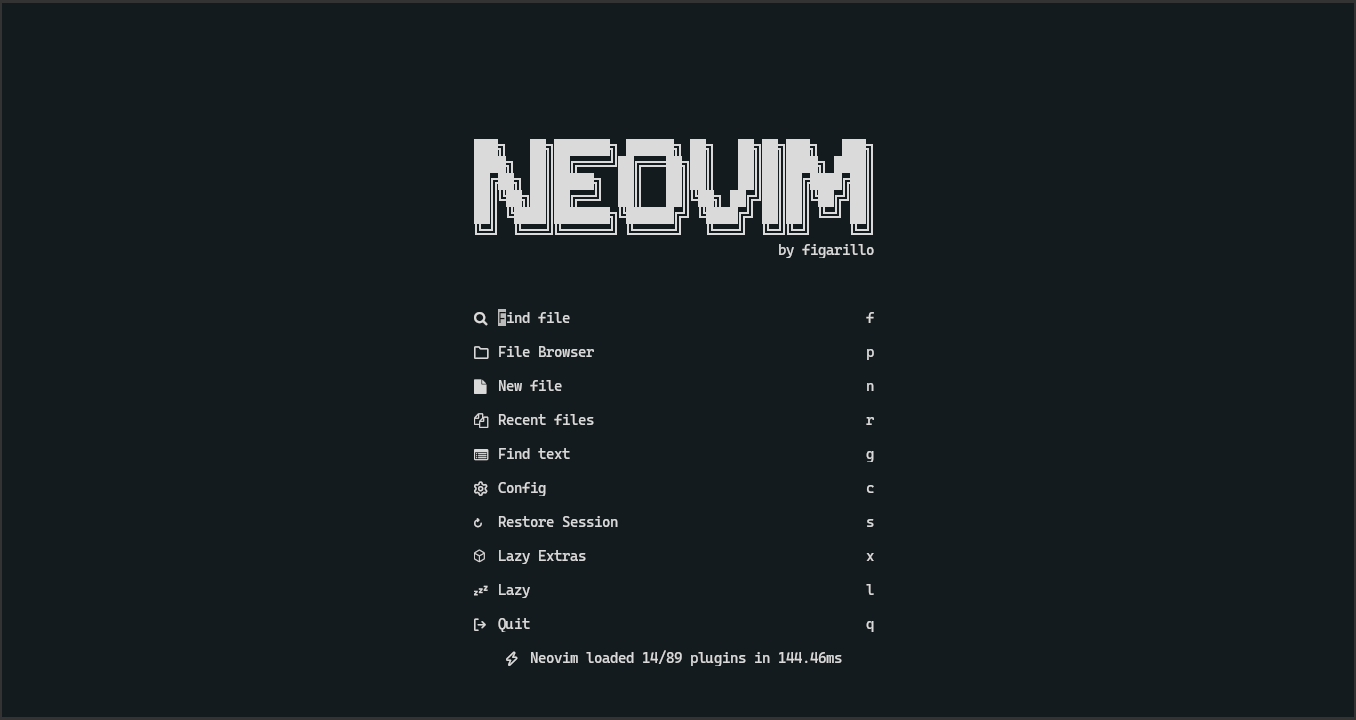 NEOVIM
by figarillo
Find file f
File Browser p
New file n
Recent files r
Find text g
Config c
Restore Session s
Lazy Extras x
zzz Lazy l
Quit q
Neovim loaded 14/89 plugins in 144.46ms